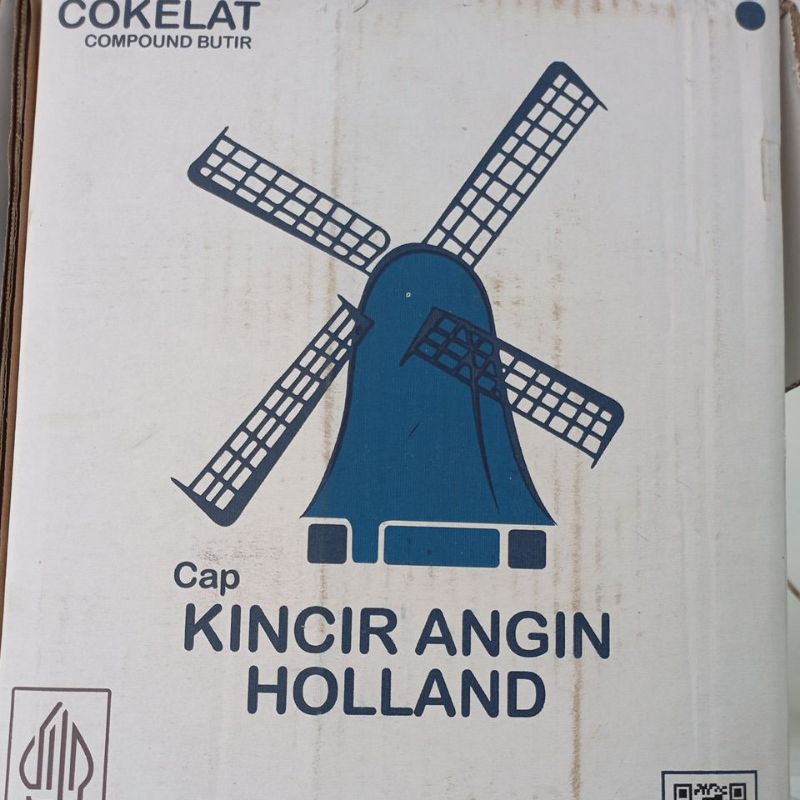 COKELAT
COMPOUND BUTIR
Cap
KINCIR ANGIN
HOLLAND